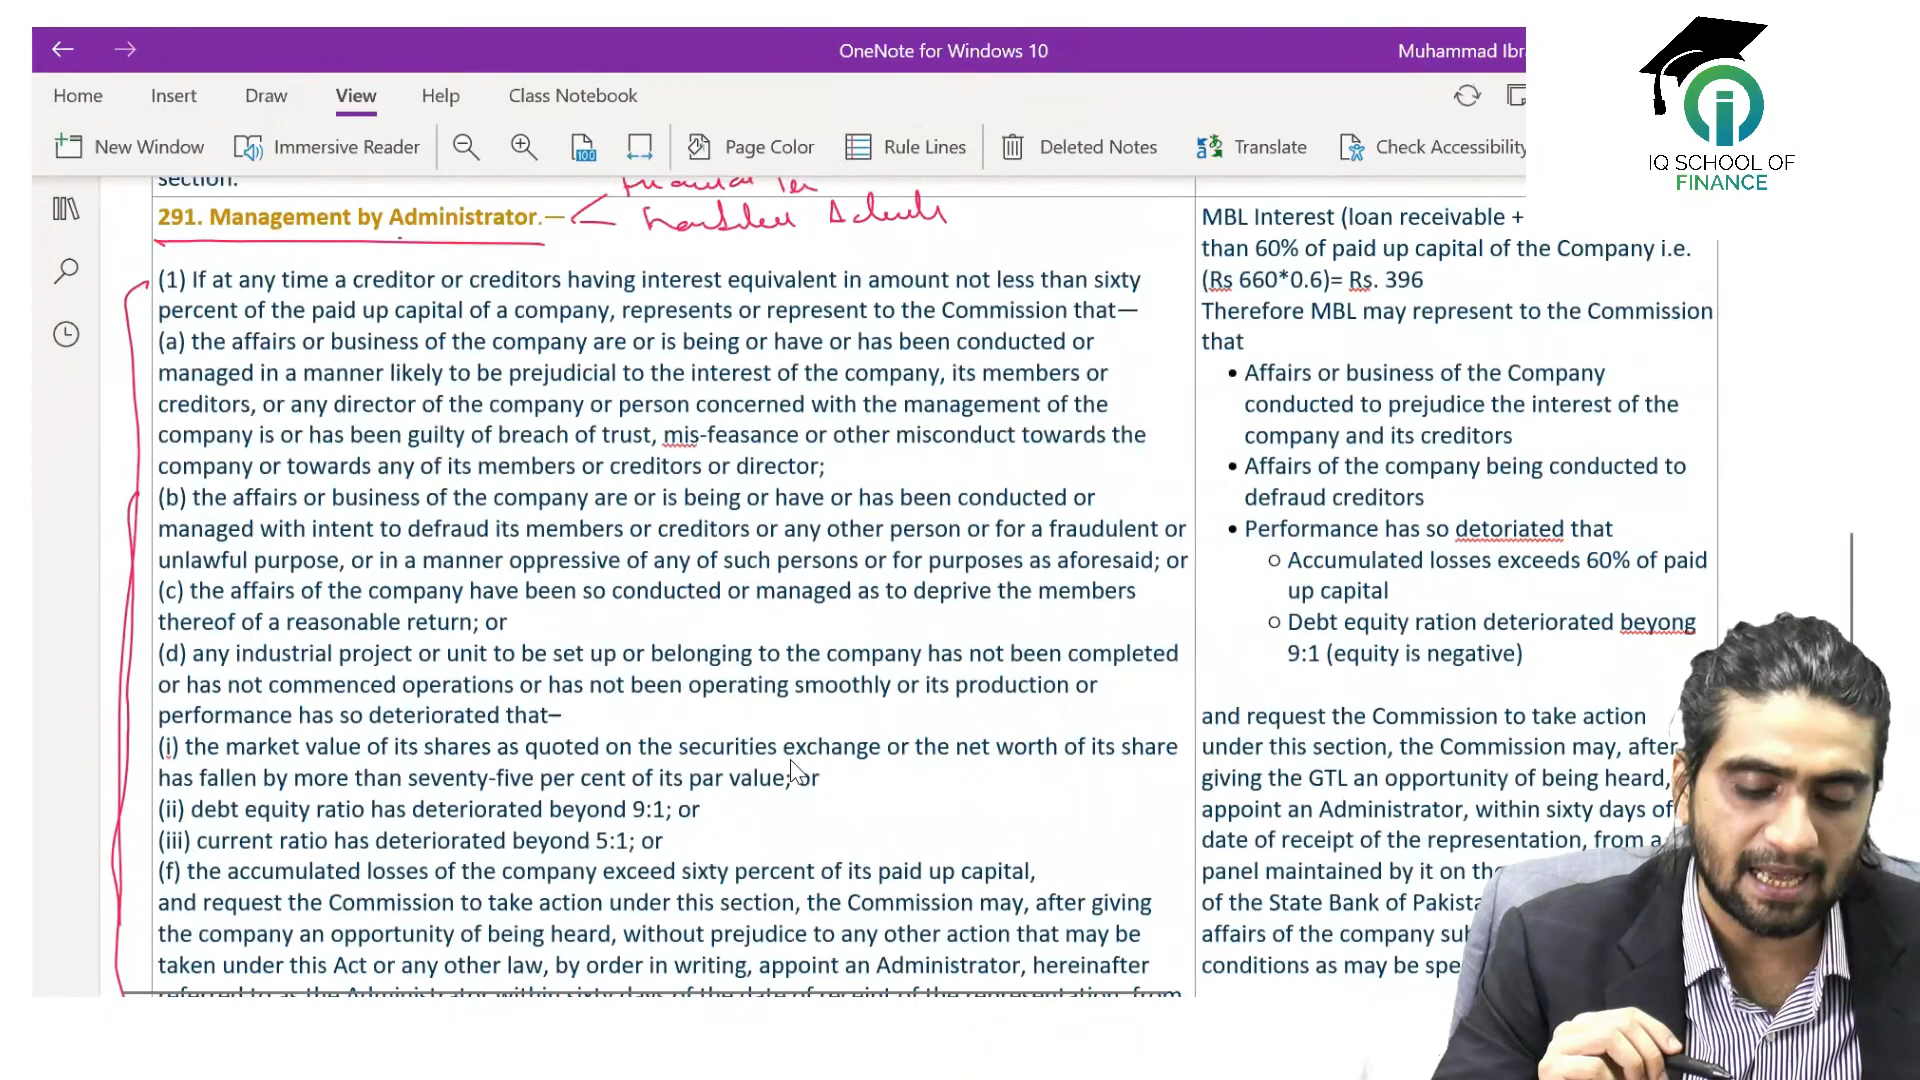 OneNote for Windows 10
Muhammad Ibr
Home
Insert
Draw
View
Help
Class Notebook
New Window
Immersive Reader
100
Page Color
Rule Lines
Deleted Notes
Translate
Check Accessibility
IQ SCHOOL OF
FINANCE
section.
291. Management by Administrator.—
(1) If at any time a creditor or creditors having interest equivalent in amount not less than sixty
percent of the paid up capital of a company, represents or represent to the Commission that—
(a) the affairs or business of the company are or is being or have or has been conducted or
managed in a manner likely to be prejudicial to the interest of the company, its members or
creditors, or any director of the company or person concerned with the management of the
company is or has been guilty of breach of trust, mis-feasance or other misconduct towards the
company or towards any of its members or creditors or director;
(b) the affairs or business of the company are or is being or have or has been conducted or
managed with intent to defraud its members or creditors or any other person or for a fraudulent or
unlawful purpose, or in a manner oppressive of any of such persons or for purposes as aforesaid; or
(c) the affairs of the company have been so conducted or managed as to deprive the members
thereof of a reasonable return; or
(d) any industrial project or unit to be set up or belonging to the company has not been completed
or has not commenced operations or has not been operating smoothly or its production or
performance has so deteriorated that–
(i) the market value of its shares as quoted on the securities exchange or the net worth of its share
has fallen by more than seventy-five per cent of its par value; or
(ii) debt equity ratio has deteriorated beyond 9:1; or
(iii) current ratio has deteriorated beyond 5:1; or
(f) the accumulated losses of the company exceed sixty percent of its paid up capital,
and request the Commission to take action under this section, the Commission may, after giving
the company an opportunity of being heard, without prejudice to any other action that may be
taken under this Act or any other law, by order in writing, appoint an Administrator, hereinafter
referred to as the Administrator within sixty days of the date of receipt of the representation, from
MBL Interest (loan receivable +
than 60% of paid up capital of the Company i.e.
(Rs 660*0.6)= Rs. 396
Therefore MBL may represent to the Commission
that
• Affairs or business of the Company
conducted to prejudice the interest of the
company and its creditors
• Affairs of the company being conducted to
defraud creditors
• Performance has so detoriated that
○ Accumulated losses exceeds 60% of paid
up capital
○ Debt equity ration deteriorated beyong
9:1 (equity is negative)
and request the Commission to take action
under this section, the Commission may, after
giving the GTL an opportunity of being heard,
appoint an Administrator, within sixty days of
date of receipt of the representation, from a
panel maintained by it on the
of the State Bank of Pakista
affairs of the company su
conditions as may be spe